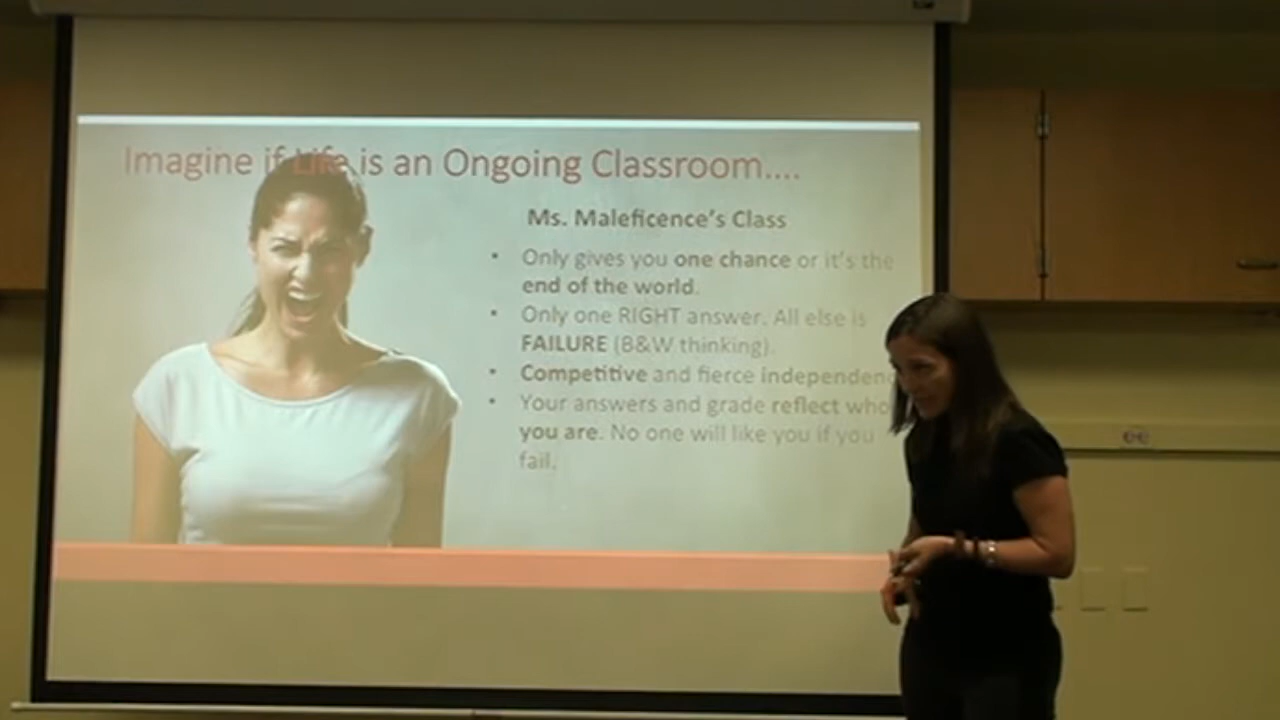 Imagine if Life is an Ongoing Classroom....
Ms. Maleficence's Class
• Only gives you one chance or it's the
end of the world.
• Only one RIGHT answer. All else is
FAILURE (B&W thinking).
• Competitive and fierce independenc
• Your answers and grade reflect who
you are. No one will like you if you
fail.